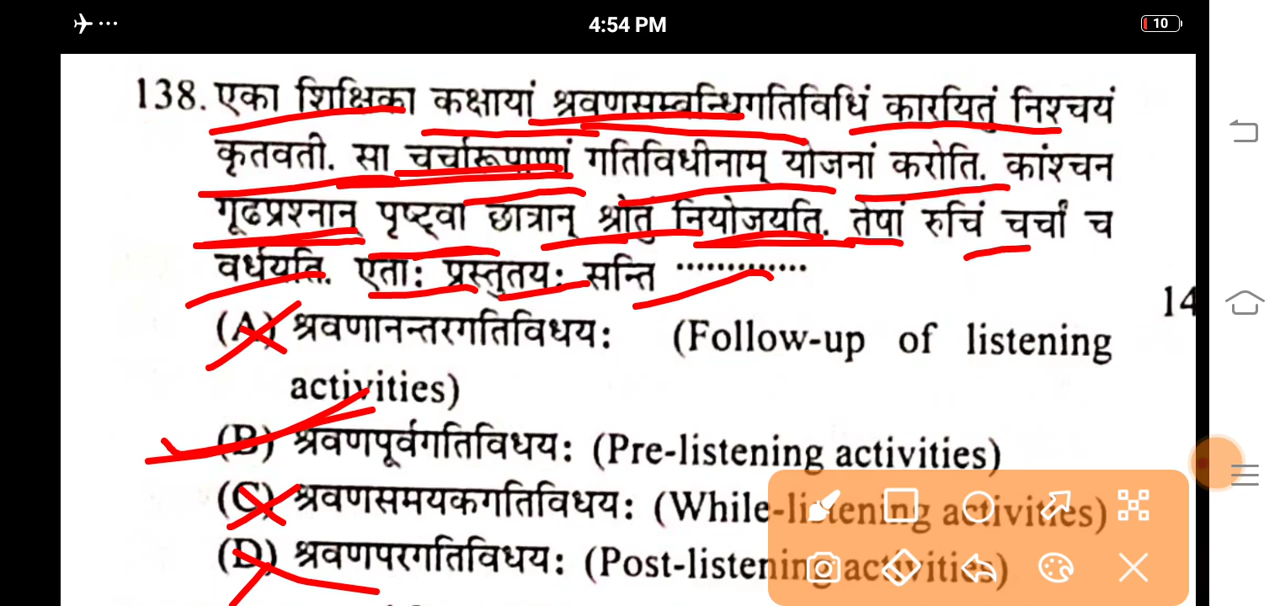 4:54 PM
10
138. एका शिक्षिका कक्षायां श्रवणसम्बन्धिगतिविधिं कारयितुं निश्चयं
कृतवती. सा चर्चारूपाणां गतिविधीनाम् योजनां करोति. कांश्चन
गूढप्रश्नान् पृष्ट्वा छात्रान् श्रोतुं नियोजयति. तेषां रुचिं चर्चां च
वर्धयति. एताः प्रस्तुतयः सन्ति .............
14
(A) श्रवणानन्तरगतिविधयः (Follow-up of listening
activities)
(B) श्रवणपूर्वगतिविधयः (Pre-listening activities)
(C) श्रवणसमयकगतिविधयः (While-listening activities)
(D) श्रवणपरगतिविधयः (Post-listening activities)